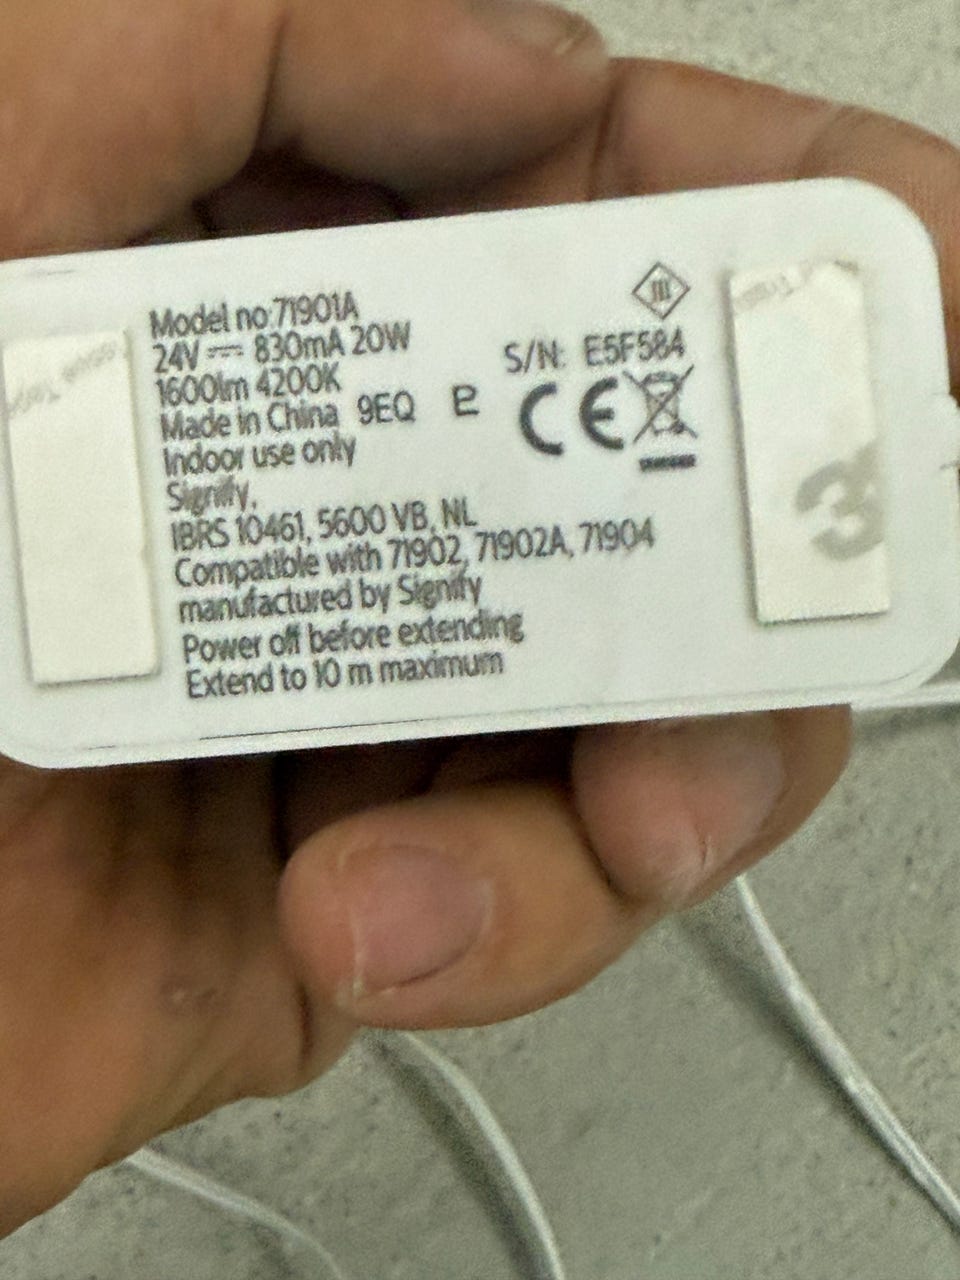 Model no:71901A
24V ⎓ 830mA 20W
1600lm 4200K
Made in China 9EQ
Indoor use only
Signify,
IBRS 10461, 5600 VB, NL
Compatible with 71902, 71902A, 71904
manufactured by Signify
Power off before extending
Extend to 10 m maximum
III
S/N: E5F584
CE
3